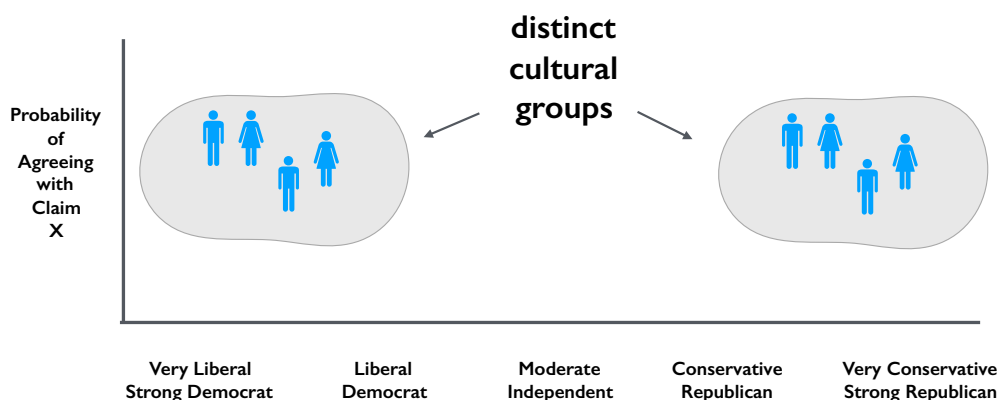 distinct
cultural
groups
Probability
of
Agreeing
with
Claim
X
Very Liberal
Strong Democrat
Liberal
Democrat
Moderate
Independent
Conservative
Republican
Very Conservative
Strong Republican